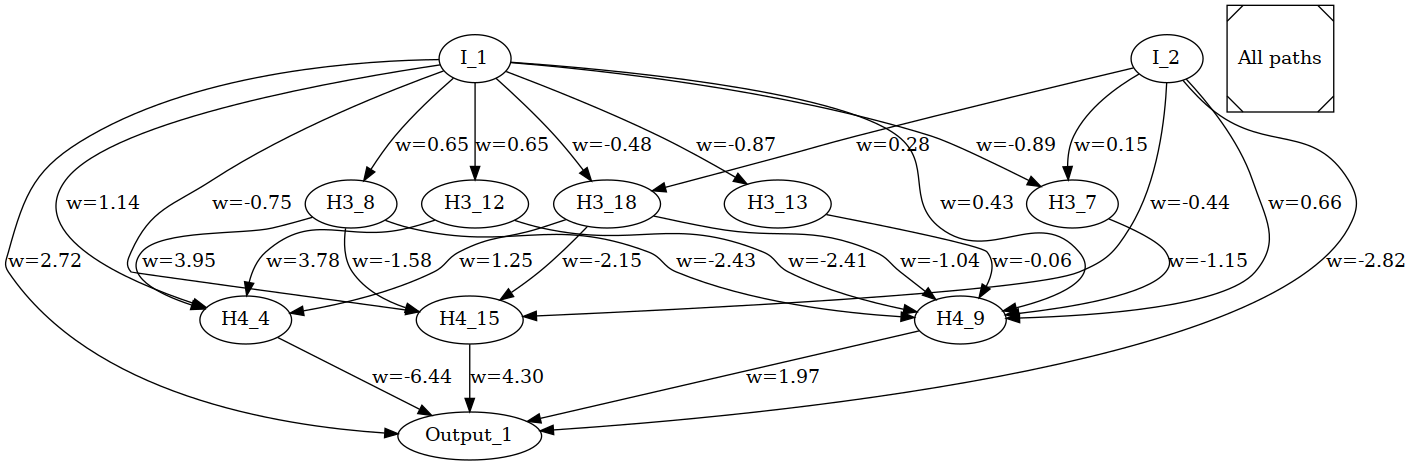 I_1
I_2
All paths
w=0.65
w=0.65
w=-0.48
w=-0.87
w=0.28
w=-0.89
w=0.15
w=1.14
w=-0.75
H3_8
H3_12
H3_18
H3_13
w=0.43
H3_7
w=-0.44
w=0.66
w=2.72
w=3.95
w=3.78
w=-1.58
w=1.25
w=-2.15
w=-2.43
w=-2.41
w=-1.04
w=-0.06
w=-1.15
w=-2.82
H4_4
H4_15
H4_9
w=-6.44
w=4.30
w=1.97
Output_1